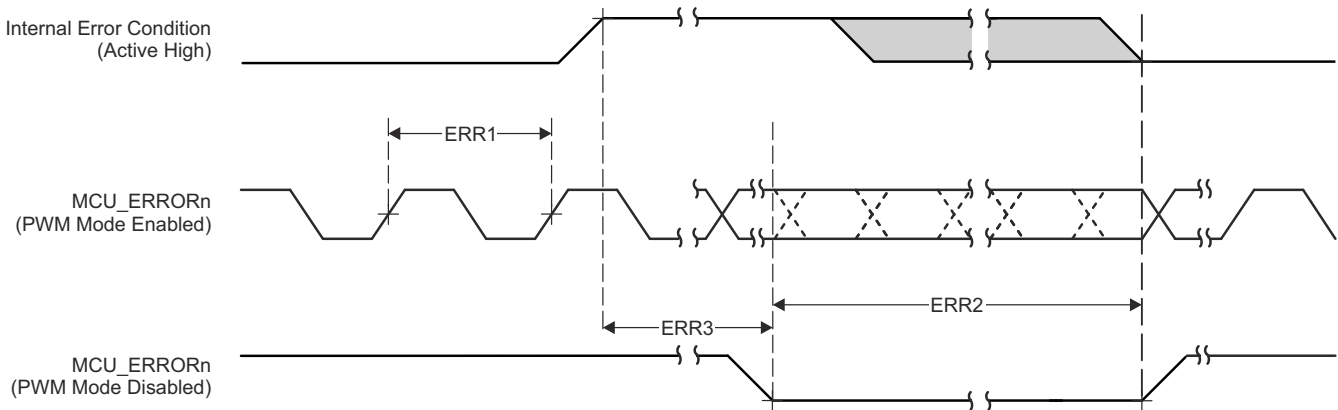 Internal Error Condition
(Active High)
ERR1
MCU_ERRORn
(PWM Mode Enabled)
ERR2
ERR3
MCU_ERRORn
(PWM Mode Disabled)